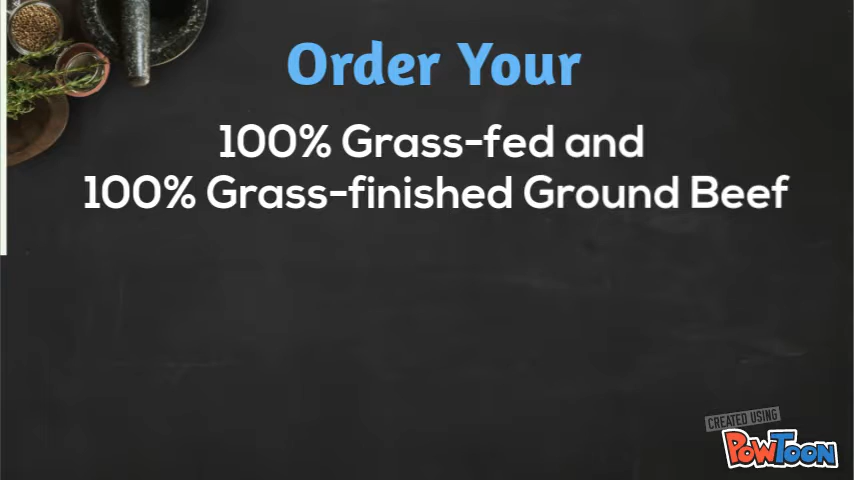 Order Your
100% Grass-fed and
100% Grass-finished Ground Beef
CREATED USING
PowToon